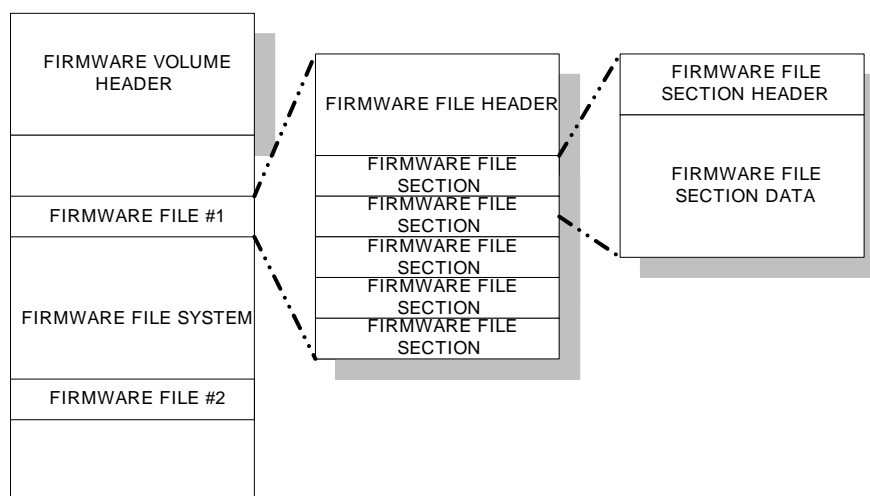 FIRMWARE VOLUME
HEADER
FIRMWARE FILE #1
FIRMWARE FILE SYSTEM
FIRMWARE FILE #2
FIRMWARE FILE HEADER
FIRMWARE FILE
SECTION
FIRMWARE FILE
SECTION
FIRMWARE FILE
SECTION
FIRMWARE FILE
SECTION
FIRMWARE FILE
SECTION
FIRMWARE FILE
SECTION HEADER
FIRMWARE FILE
SECTION DATA